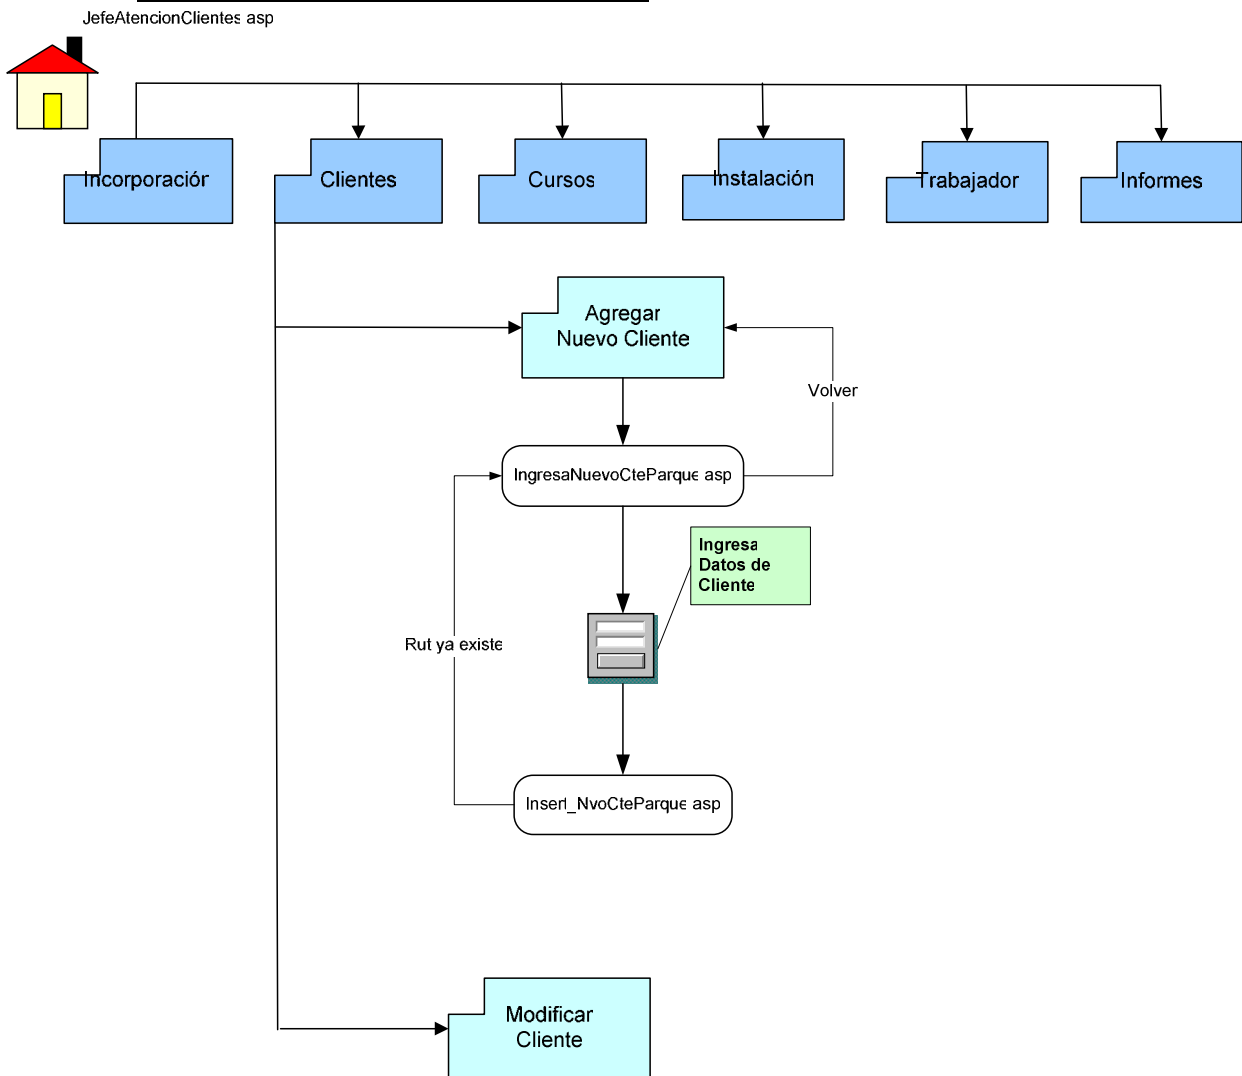 JefeAtencionClientes asp
Incorporación
Clientes
Cursos
Instalación
Trabajador
Informes
Agregar
Nuevo Cliente
Volver
IngresaNuevoCteParque asp
Ingresa
Datos de
Cliente
Rut ya existe
Insert_NvoCteParque asp
Modificar
Cliente